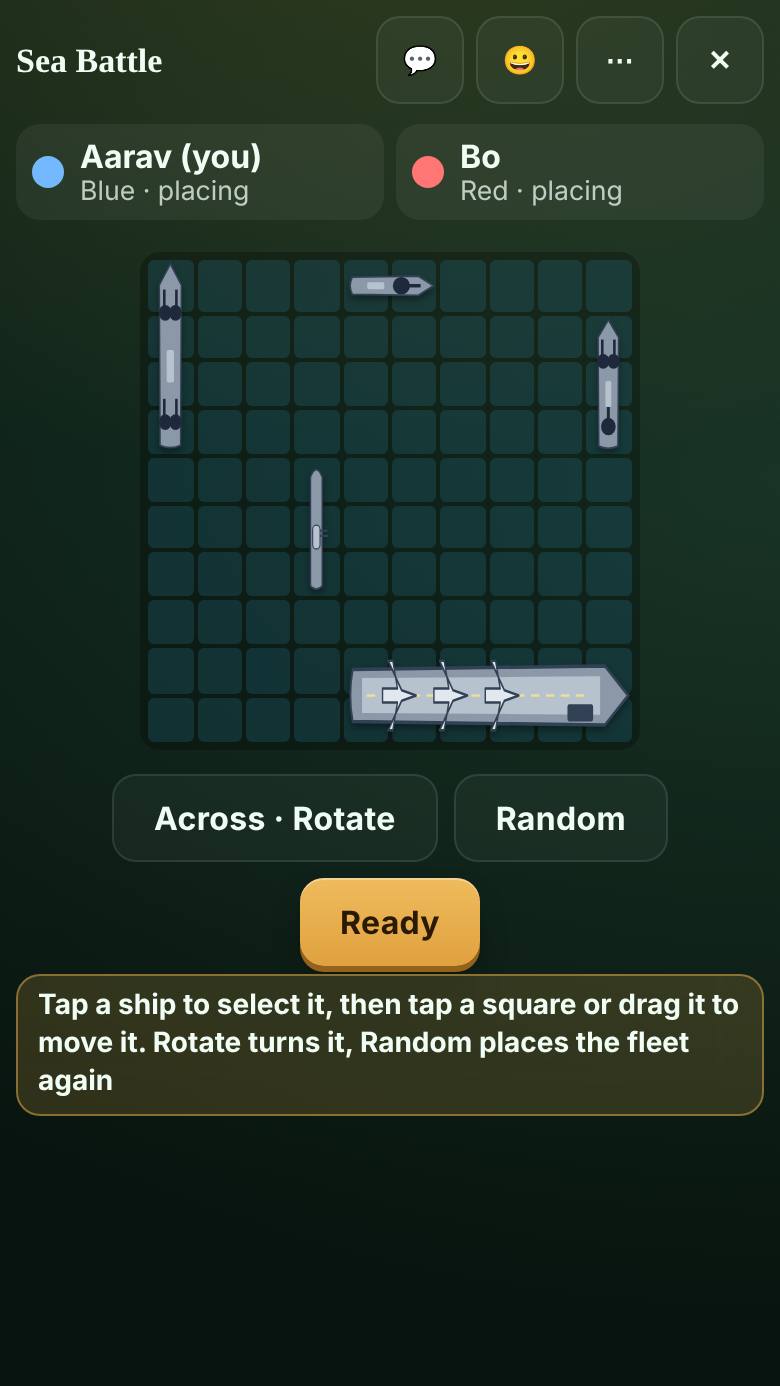 Sea Battle
Aarav (you)
Blue · placing
Bo
Red · placing
Across · Rotate
Random
Ready
Tap a ship to select it, then tap a square or drag it to
move it. Rotate turns it, Random places the fleet
again